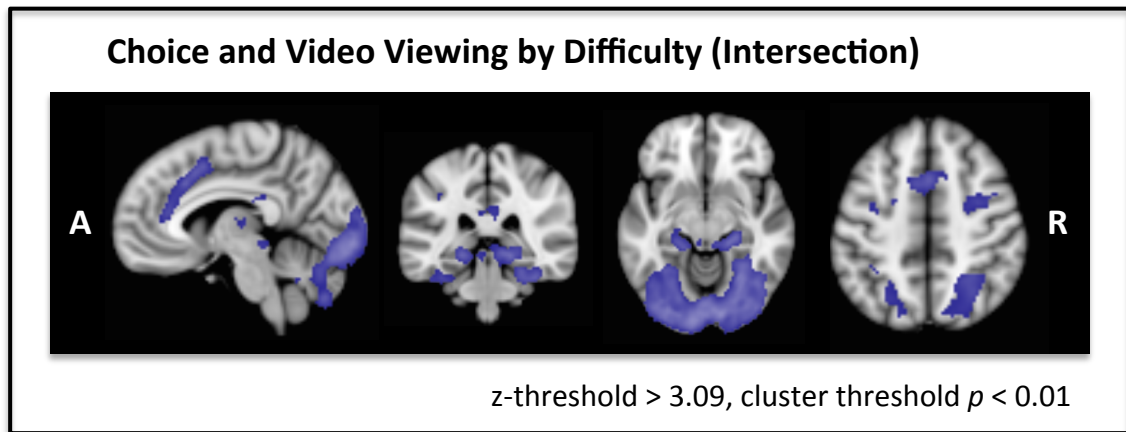 Choice and Video Viewing by Difficulty (Intersection)
A
R
z-threshold > 3.09, cluster threshold p < 0.01